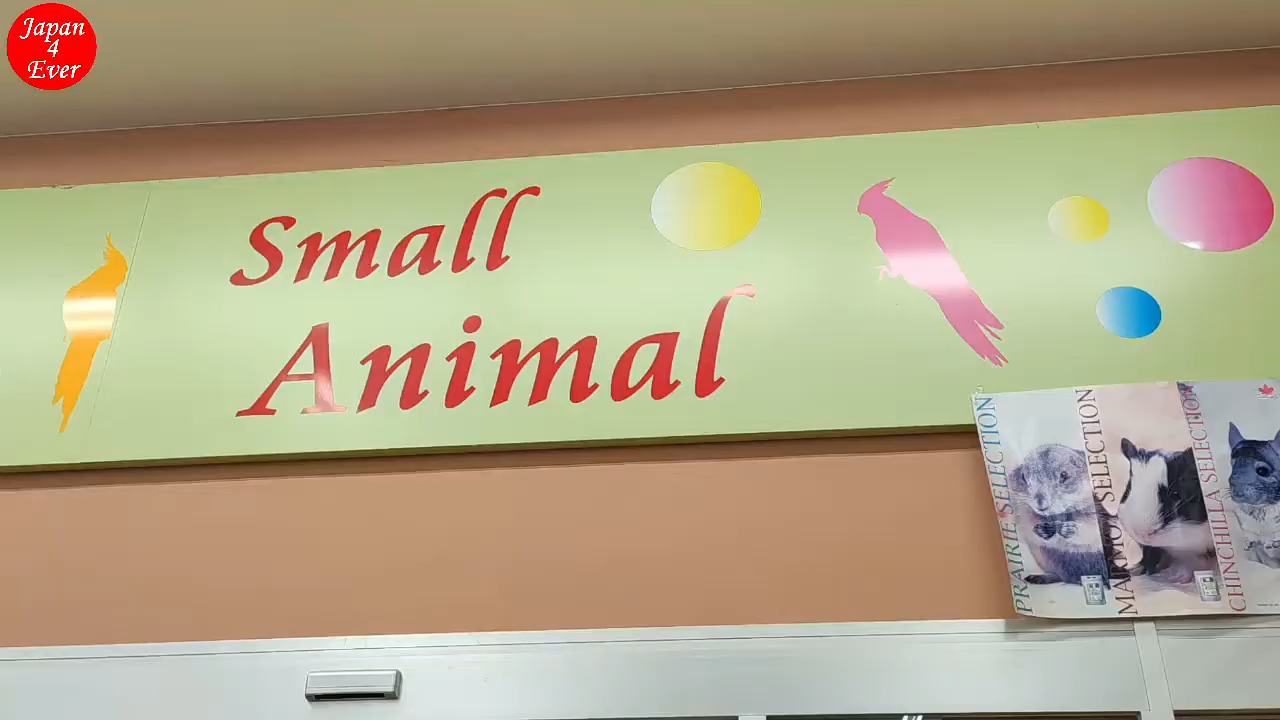 Japan
4
Ever
Small
Animal
PRAIRIE SELECTION
MARMOT SELECTION
CHINCHILLA SELECTION